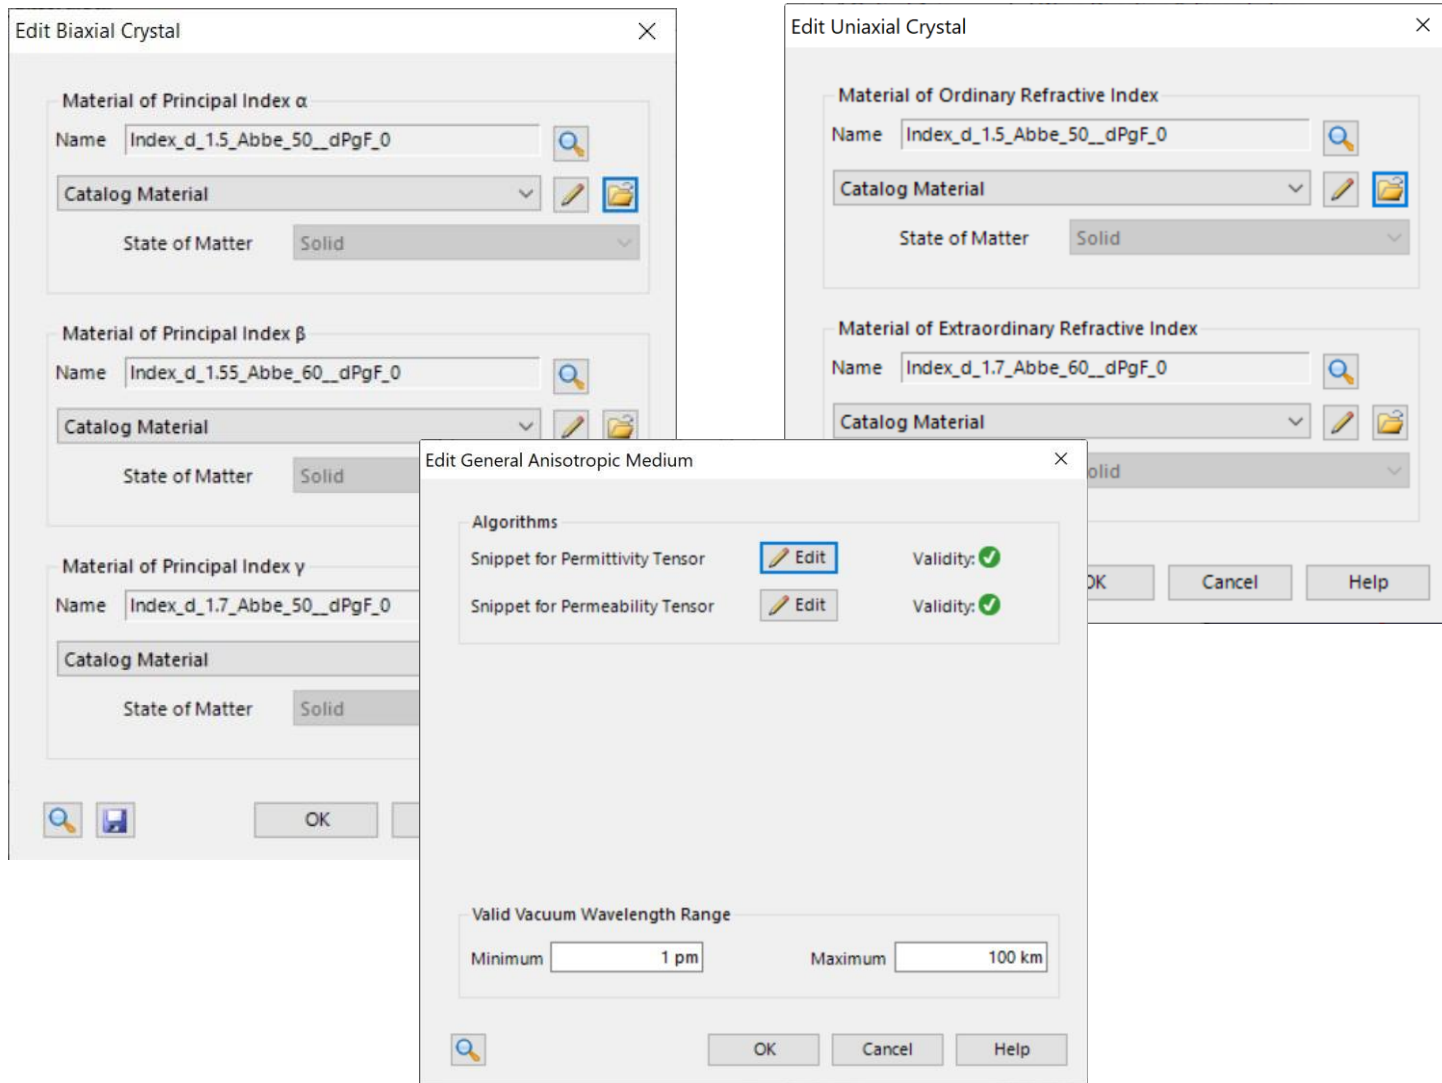 Edit Biaxial Crystal
Material of Principal Index α
Name Index_d_1.5_Abbe_50__dPgF_0
Catalog Material
State of Matter Solid
Material of Principal Index β
Name Index_d_1.55_Abbe_60__dPgF_0
Catalog Material
State of Matter Solid
Material of Principal Index γ
Name Index_d_1.7_Abbe_50__dPgF_0
Catalog Material
State of Matter Solid
OK
Edit Uniaxial Crystal
Material of Ordinary Refractive Index
Name Index_d_1.5_Abbe_50__dPgF_0
Catalog Material
State of Matter Solid
Material of Extraordinary Refractive Index
Name Index_d_1.7_Abbe_60__dPgF_0
Catalog Material
olid
OK Cancel Help
Edit General Anisotropic Medium
Algorithms
Snippet for Permittivity Tensor Edit Validity:
Snippet for Permeability Tensor Edit Validity:
Valid Vacuum Wavelength Range
Minimum 1 pm Maximum 100 km
OK Cancel Help